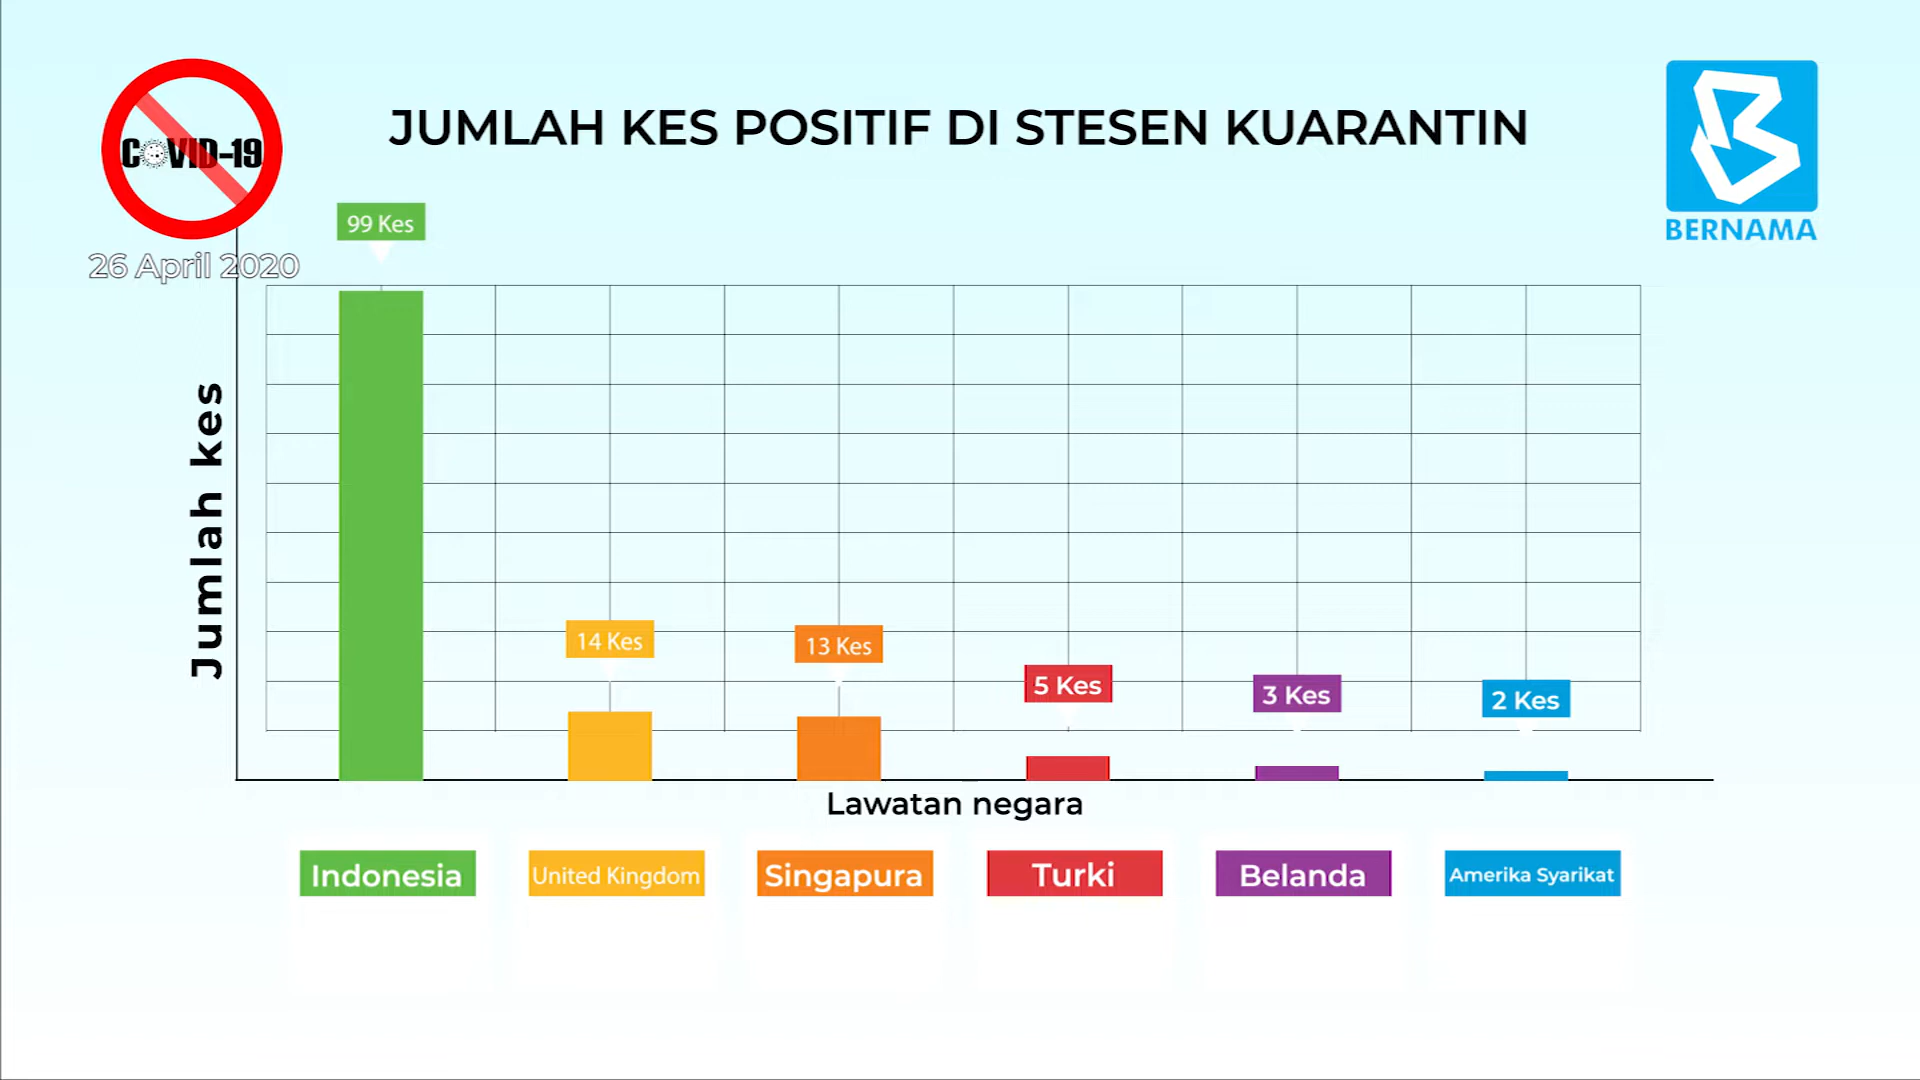 COVID-19
26 April 2020
JUMLAH KES POSITIF DI STESEN KUARANTIN
BERNAMA
Jumlah kes
99 Kes
14 Kes
13 Kes
5 Kes
3 Kes
2 Kes
Lawatan negara
Indonesia
United Kingdom
Singapura
Turki
Belanda
Amerika Syarikat